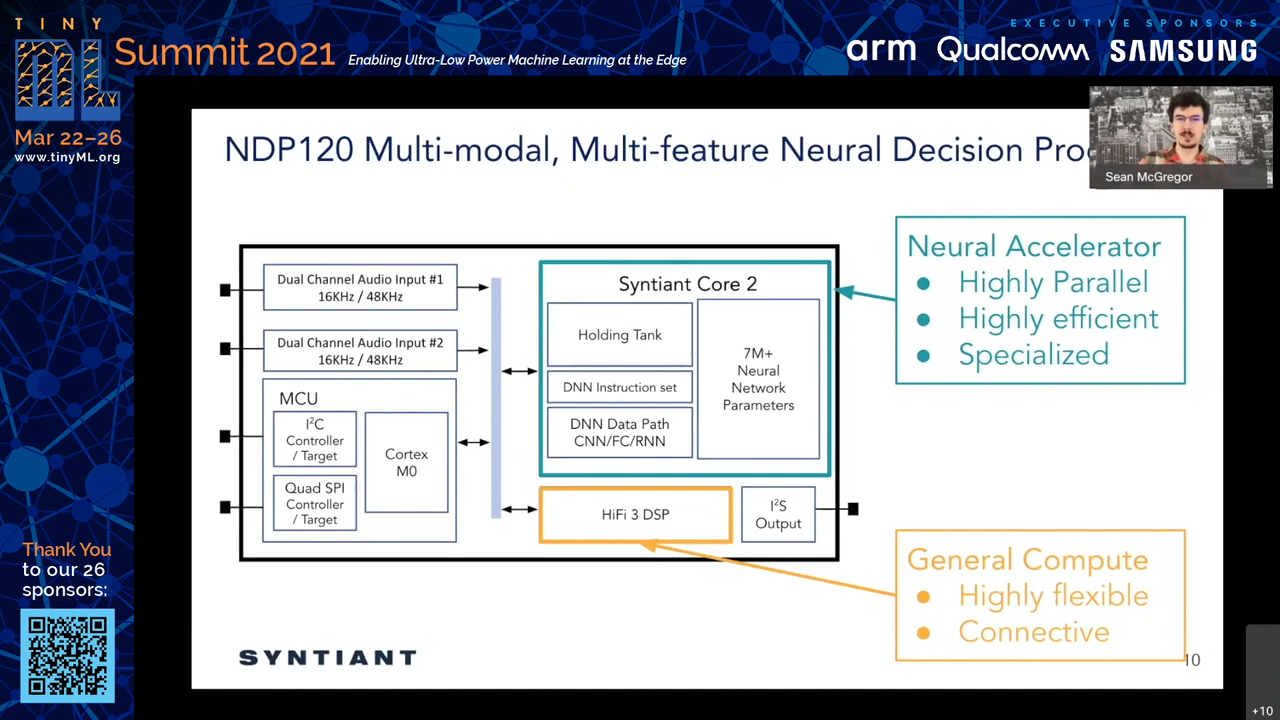 TINY
ML
Summit 2021
Enabling Ultra-Low Power Machine Learning at the Edge
EXECUTIVE SPONSORS
arm Qualcomm SAMSUNG
Mar 22–26
www.tinyML.org
NDP120 Multi-modal, Multi-feature Neural Decision
Sean McGregor
Dual Channel Audio Input #1
16KHz / 48KHz
Dual Channel Audio Input #2
16KHz / 48KHz
MCU
I²C
Controller
/ Target
Quad SPI
Controller
/ Target
Cortex
M0
Syntiant Core 2
Holding Tank
DNN Instruction set
DNN Data Path
CNN/FC/RNN
7M+
Neural
Network
Parameters
HiFi 3 DSP
I²S
Output
Neural Accelerator
● Highly Parallel
● Highly efficient
● Specialized
General Compute
● Highly flexible
● Connective
SYNTIANT
10
Thank You
to our 26
sponsors:
+10